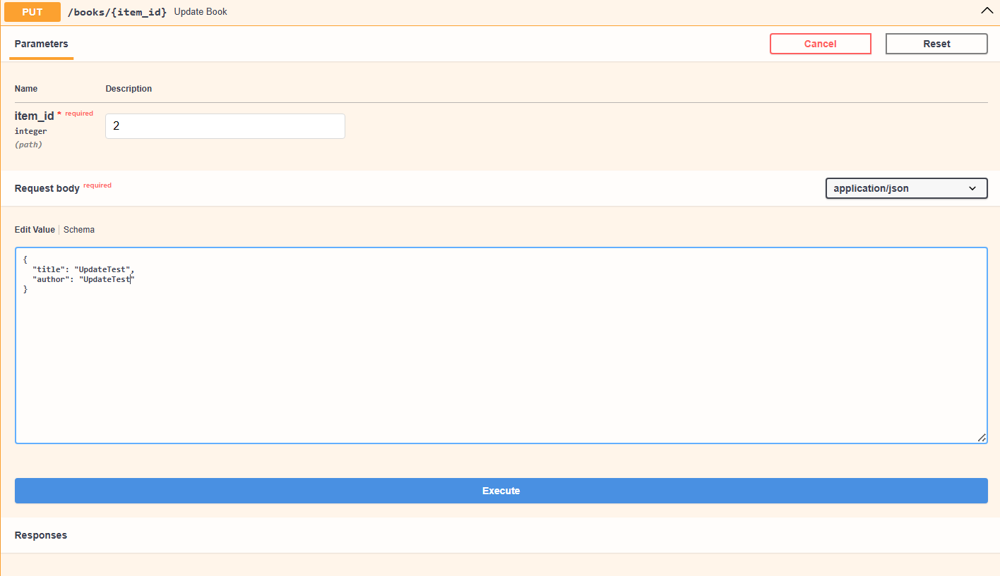 PUT /books/{item_id} Update Book
Parameters
Cancel
Reset
Name Description
item_id * required
integer
(path)
2
Request body required
application/json
Edit Value | Schema
{
  "title": "UpdateTest",
  "author": "UpdateTest"
}
Execute
Responses